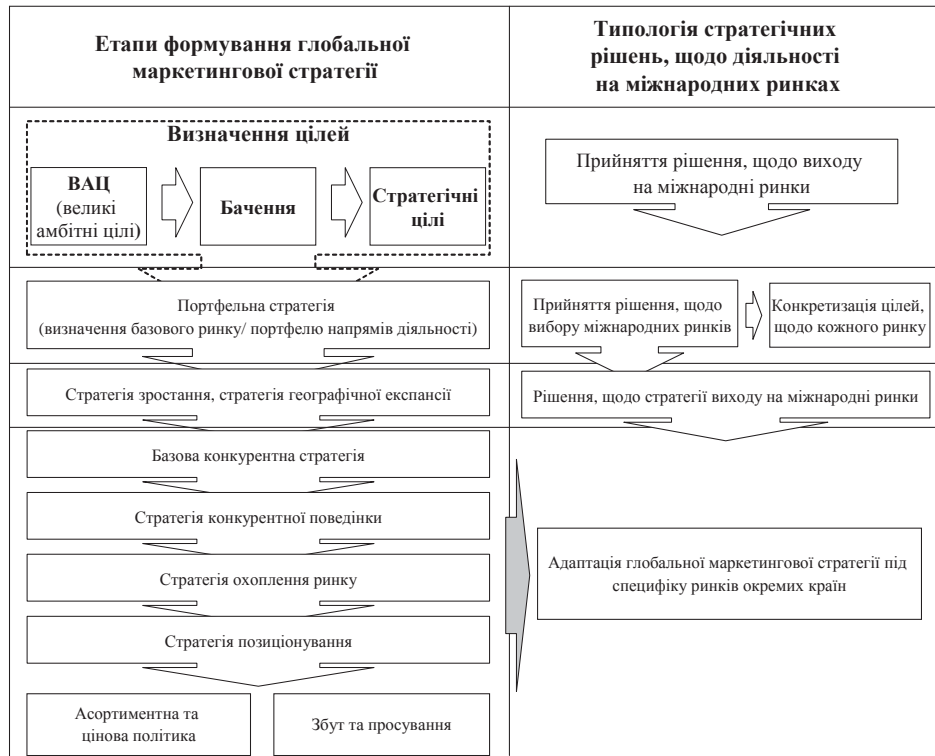 Етапи формування глобальної
маркетингової стратегії
Типологія стратегічних
рішень, щодо діяльності
на міжнародних ринках
Визначення цілей
ВАЦ
(великі
амбітні цілі)
Бачення
Стратегічні
цілі
Прийняття рішення, щодо виходу
на міжнародні ринки
Портфельна стратегія
(визначення базового ринку/ портфелю напрямів діяльності)
Прийняття рішення, щодо
вибору міжнародних ринків
Конкретизація цілей,
щодо кожного ринку
Стратегія зростання, стратегія географічної експансії
Рішення, щодо стратегії виходу на міжнародні ринки
Базова конкурентна стратегія
Стратегія конкурентної поведінки
Стратегія охоплення ринку
Стратегія позиціонування
Асортиментна та
цінова політика
Збут та просування
Адаптація глобальної маркетингової стратегії під
специфіку ринків окремих країн